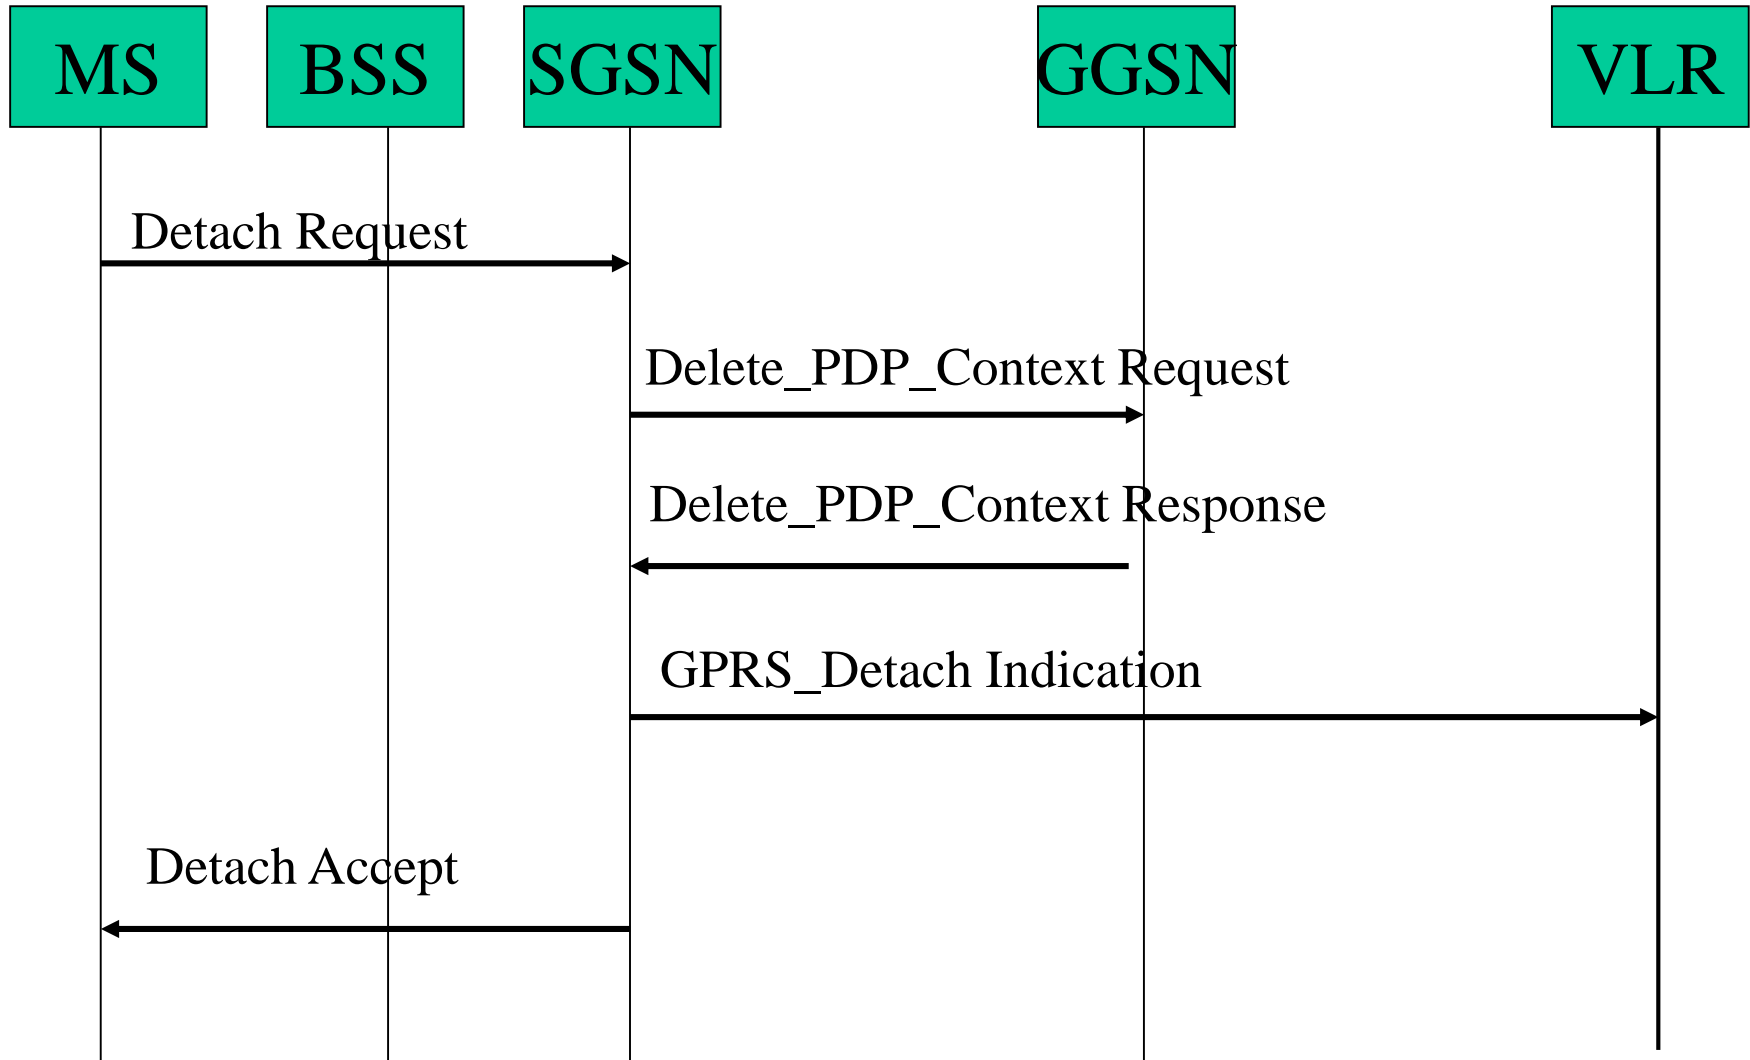 MS
BSS
SGSN
GGSN
VLR
Detach Request
Delete_PDP_Context Request
Delete_PDP_Context Response
GPRS_Detach Indication
Detach Accept